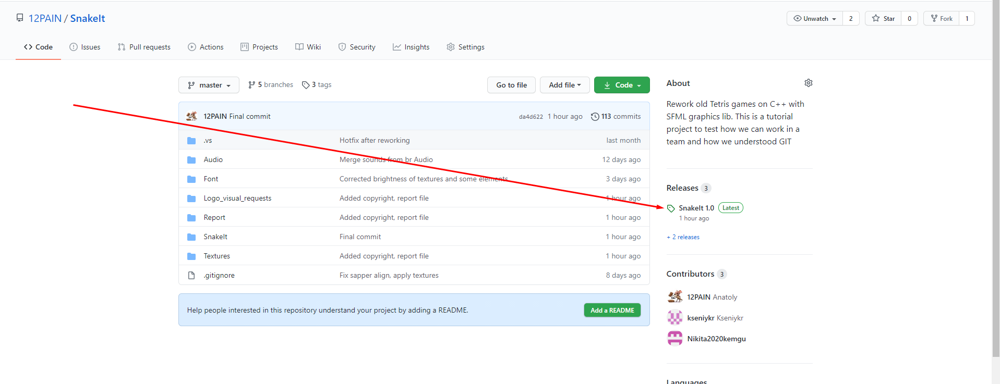 12PAIN / SnakeIt
Unwatch 2 Star 0 Fork 1
Code Issues Pull requests Actions Projects Wiki Security Insights Settings
master 5 branches 3 tags Go to file Add file Code
12PAIN Final commit da4d622 1 hour ago 113 commits
.vs Hotfix after reworking last month
Audio Merge sounds from br Audio 12 days ago
Font Corrected brightness of textures and some elements 3 days ago
Logo_visual_requests Added copyright, report file 1 hour ago
Report Added copyright, report file 1 hour ago
SnakeIt Final commit 1 hour ago
Textures Added copyright, report file 1 hour ago
.gitignore Fix sapper align, apply textures 8 days ago
Help people interested in this repository understand your project by adding a README. Add a README
About
Rework old Tetris games on C++ with
SFML graphics lib. This is a tutorial
project to test how we can work in a
team and how we understood GIT
Releases 3
SnakeIt 1.0 Latest
1 hour ago
+ 2 releases
Contributors 3
12PAIN Anatoly
kseniykr Kseniykr
Nikita2020kemgu
Languages